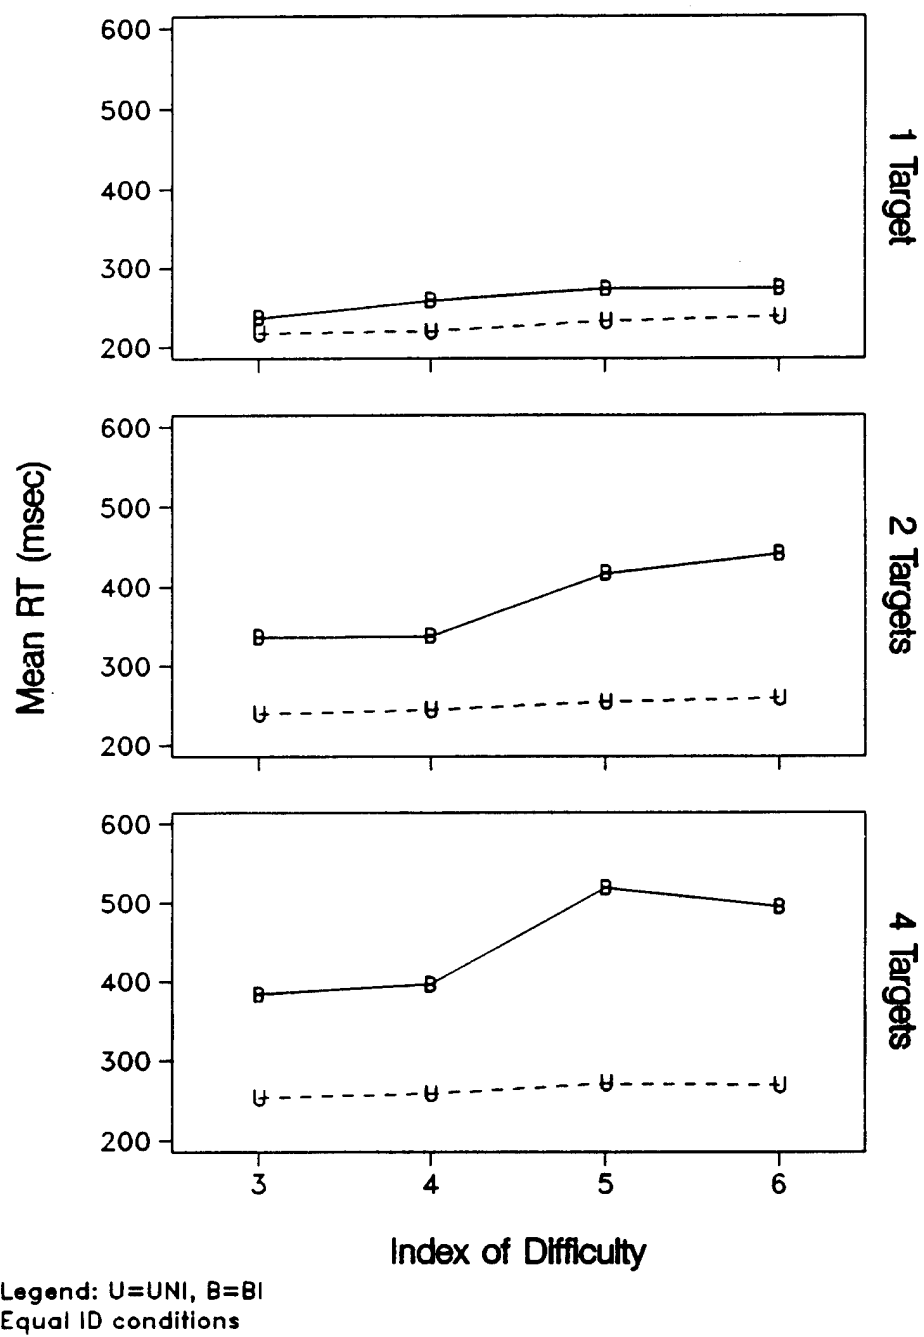 600
500
400
300
200
1 Target
B
B
B
B
U
U
U
U
600
500
400
300
200
2 Targets
B
B
B
B
U
U
U
U
Mean RT (msec)
600
500
400
300
200
4 Targets
B
B
B
B
U
U
U
U
3 4 5 6
Index of Difficulty
Legend: U=UNI, B=BI
Equal ID conditions